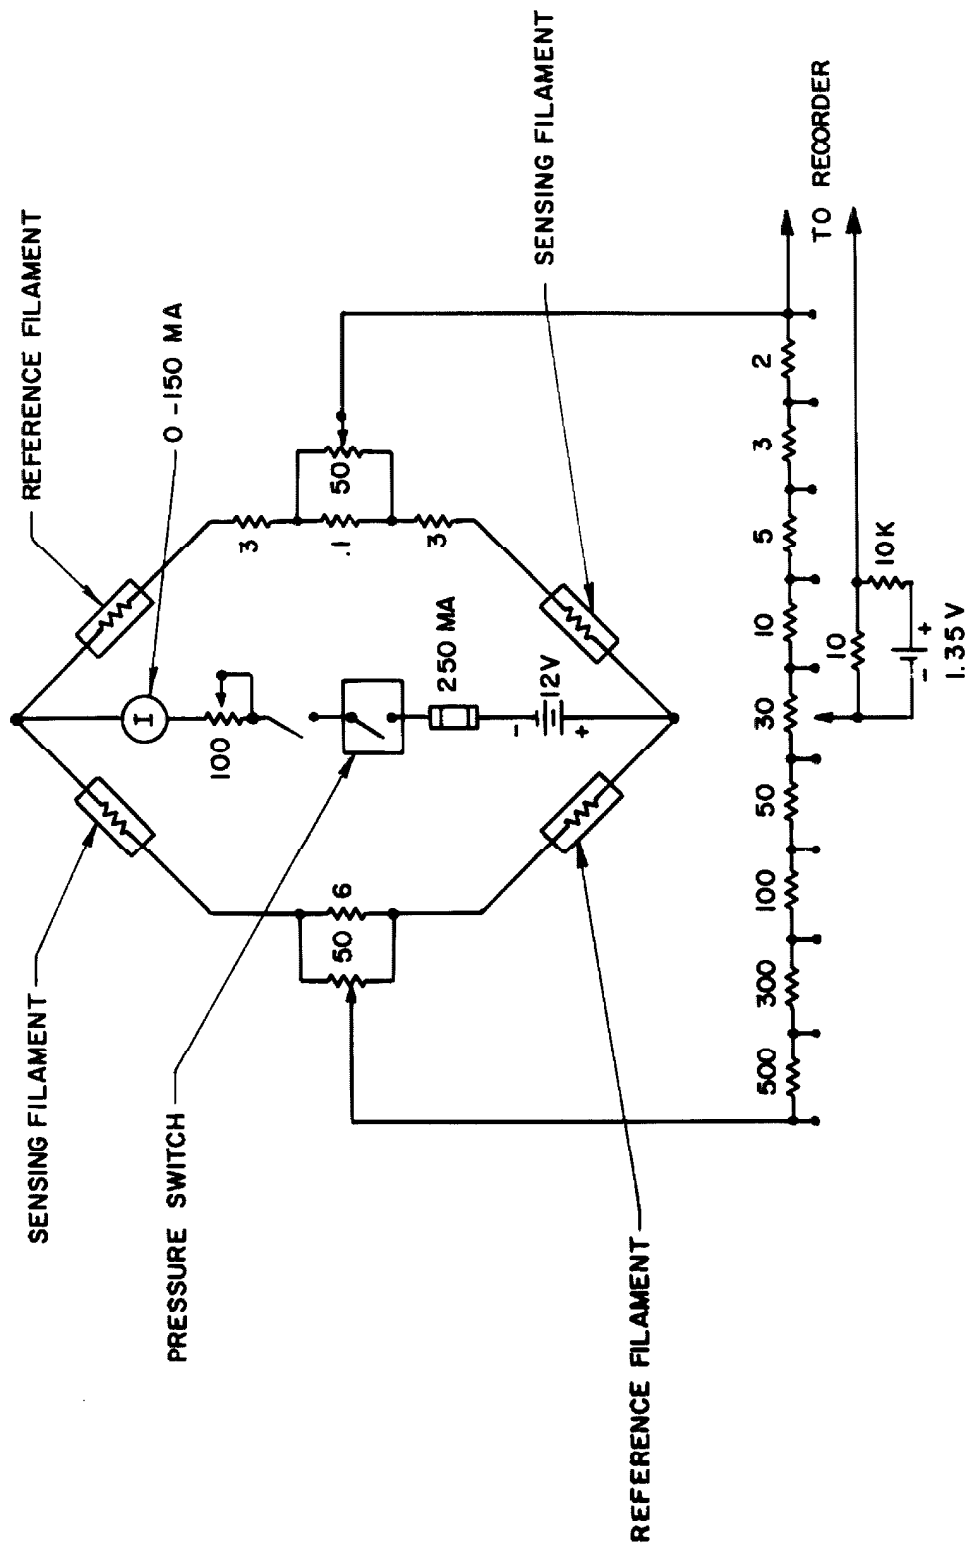 REFERENCE FILAMENT
0-150 MA
SENSING FILAMENT
SENSING FILAMENT
PRESSURE SWITCH
REFERENCE FILAMENT
I
100
3
.1
50
3
6
50
250 MA
12V
-
+
TO RECORDER
500
300
100
50
30
10
5
3
2
10
10K
-
+
1.35V